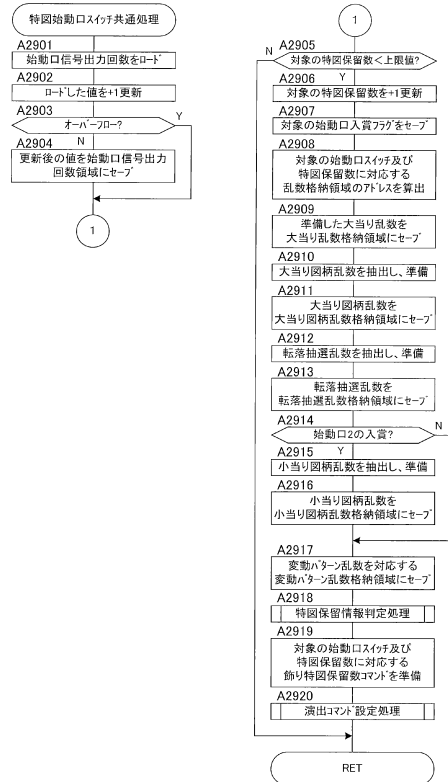 特図始動口スイッチ共通処理
A2901
始動口信号出力回数をロード
A2902
ロードした値を+1更新
A2903
オーバーフロー?
Y
N
A2904
更新後の値を始動口信号出力
回数領域にセーブ
1
1
A2905
N
対象の特図保留数<上限値?
Y
A2906
対象の特図保留数を+1更新
A2907
対象の始動口入賞フラグをセーブ
A2908
対象の始動口スイッチ及び
特図保留数に対応する
乱数格納領域のアドレスを算出
A2909
準備した大当り乱数を
大当り乱数格納領域にセーブ
A2910
大当り図柄乱数を抽出し、準備
A2911
大当り図柄乱数を
大当り図柄乱数格納領域にセーブ
A2912
転落抽選乱数を抽出し、準備
A2913
転落抽選乱数を
転落抽選乱数格納領域にセーブ
A2914
始動口2の入賞?
N
Y
A2915
小当り図柄乱数を抽出し、準備
A2916
小当り図柄乱数を
小当り図柄乱数格納領域にセーブ
A2917
変動パターン乱数を対応する
変動パターン乱数格納領域にセーブ
A2918
特図保留情報判定処理
A2919
対象の始動口スイッチ及び
特図保留数に対応する
飾り特図保留数コマンドを準備
A2920
演出コマンド設定処理
RET